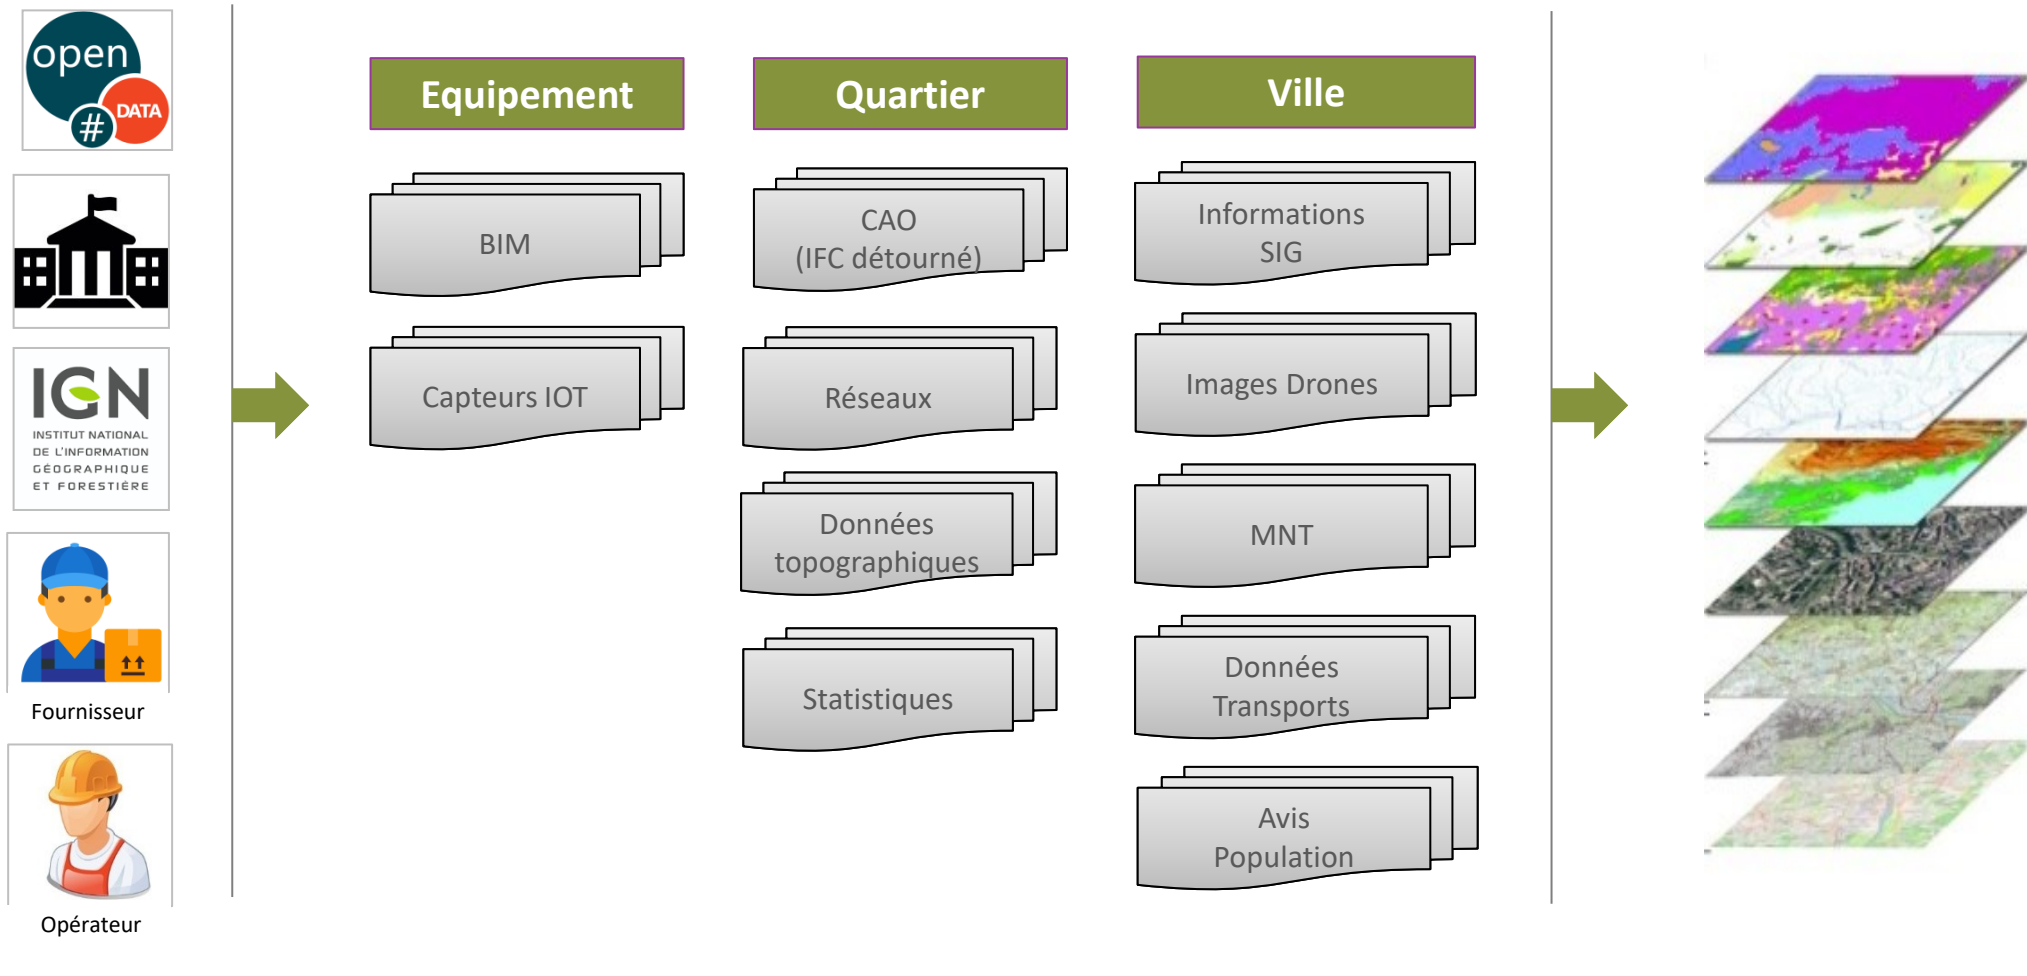 open
DATA
#
IGN
INSTITUT NATIONAL
DE L'INFORMATION
GÉOGRAPHIQUE
ET FORESTIÈRE
Fournisseur
Opérateur
Equipement
BIM
Capteurs IOT
Quartier
CAO
(IFC détourné)
Réseaux
Données
topographiques
Statistiques
Ville
Informations
SIG
Images Drones
MNT
Données
Transports
Avis
Population